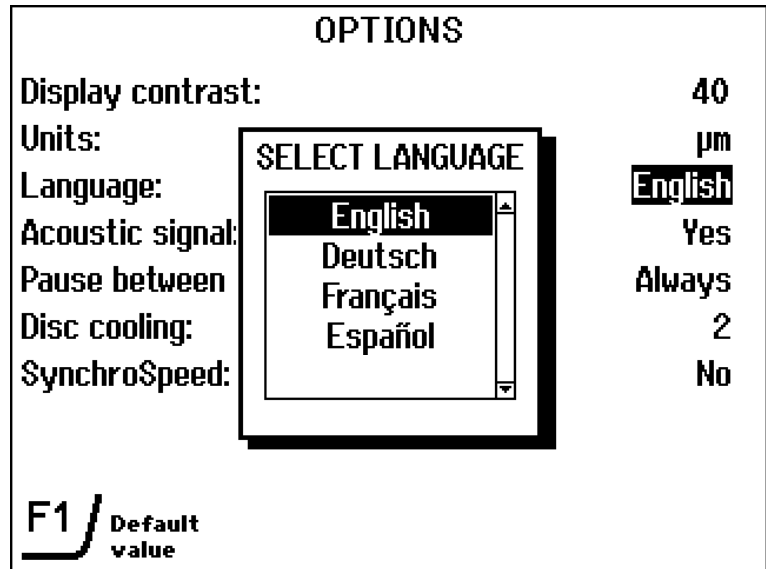 OPTIONS
Display contrast: 40
Units: µm
SELECT LANGUAGE
Language: English
English
Acoustic signal: Yes
Deutsch
Pause between Always
Français
Disc cooling: 2
Español
SynchroSpeed: No
F1 Default
value